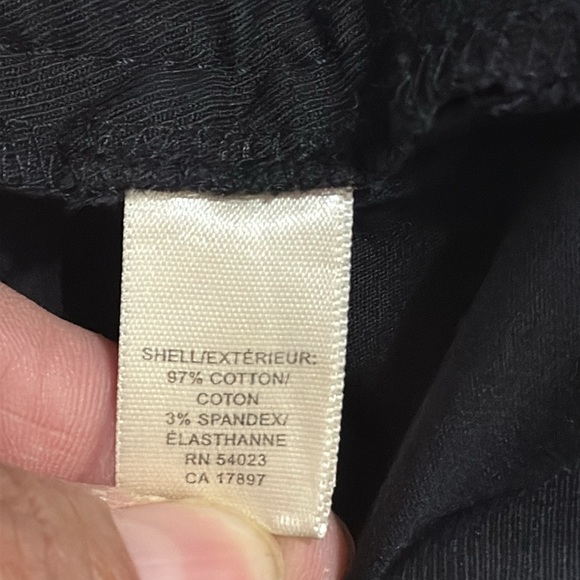 SHELL/EXTÉRIEUR:
97% COTTON/
COTON
3% SPANDEX/
ÉLASTHANNE
RN 54023
CA 17897